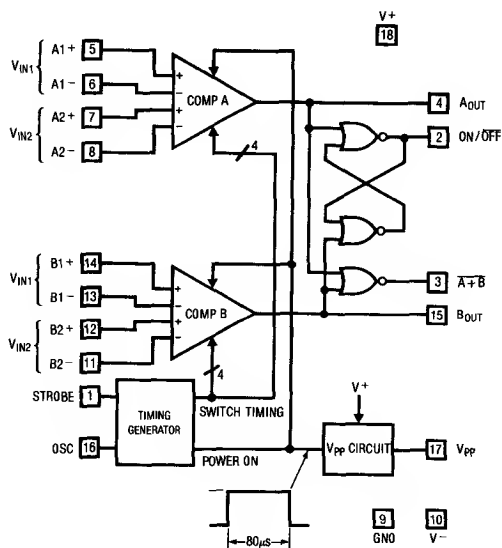 V+
18
VIN1
A1+ 5
A1- 6
VIN2
A2+ 7
A2- 8
+
-
+
-
COMP A
4
4 AOUT
2 ON/OFF
3 A+B
15 BOUT
VIN1
B1+ 14
B1- 13
VIN2
B2+ 12
B2- 11
+
-
+
-
COMP B
4
STROBE 1
OSC 16
TIMING
GENERATOR
SWITCH TIMING
POWER ON
V+
VPP CIRCUIT
17 VPP
80μs
9
GNO
10
V-